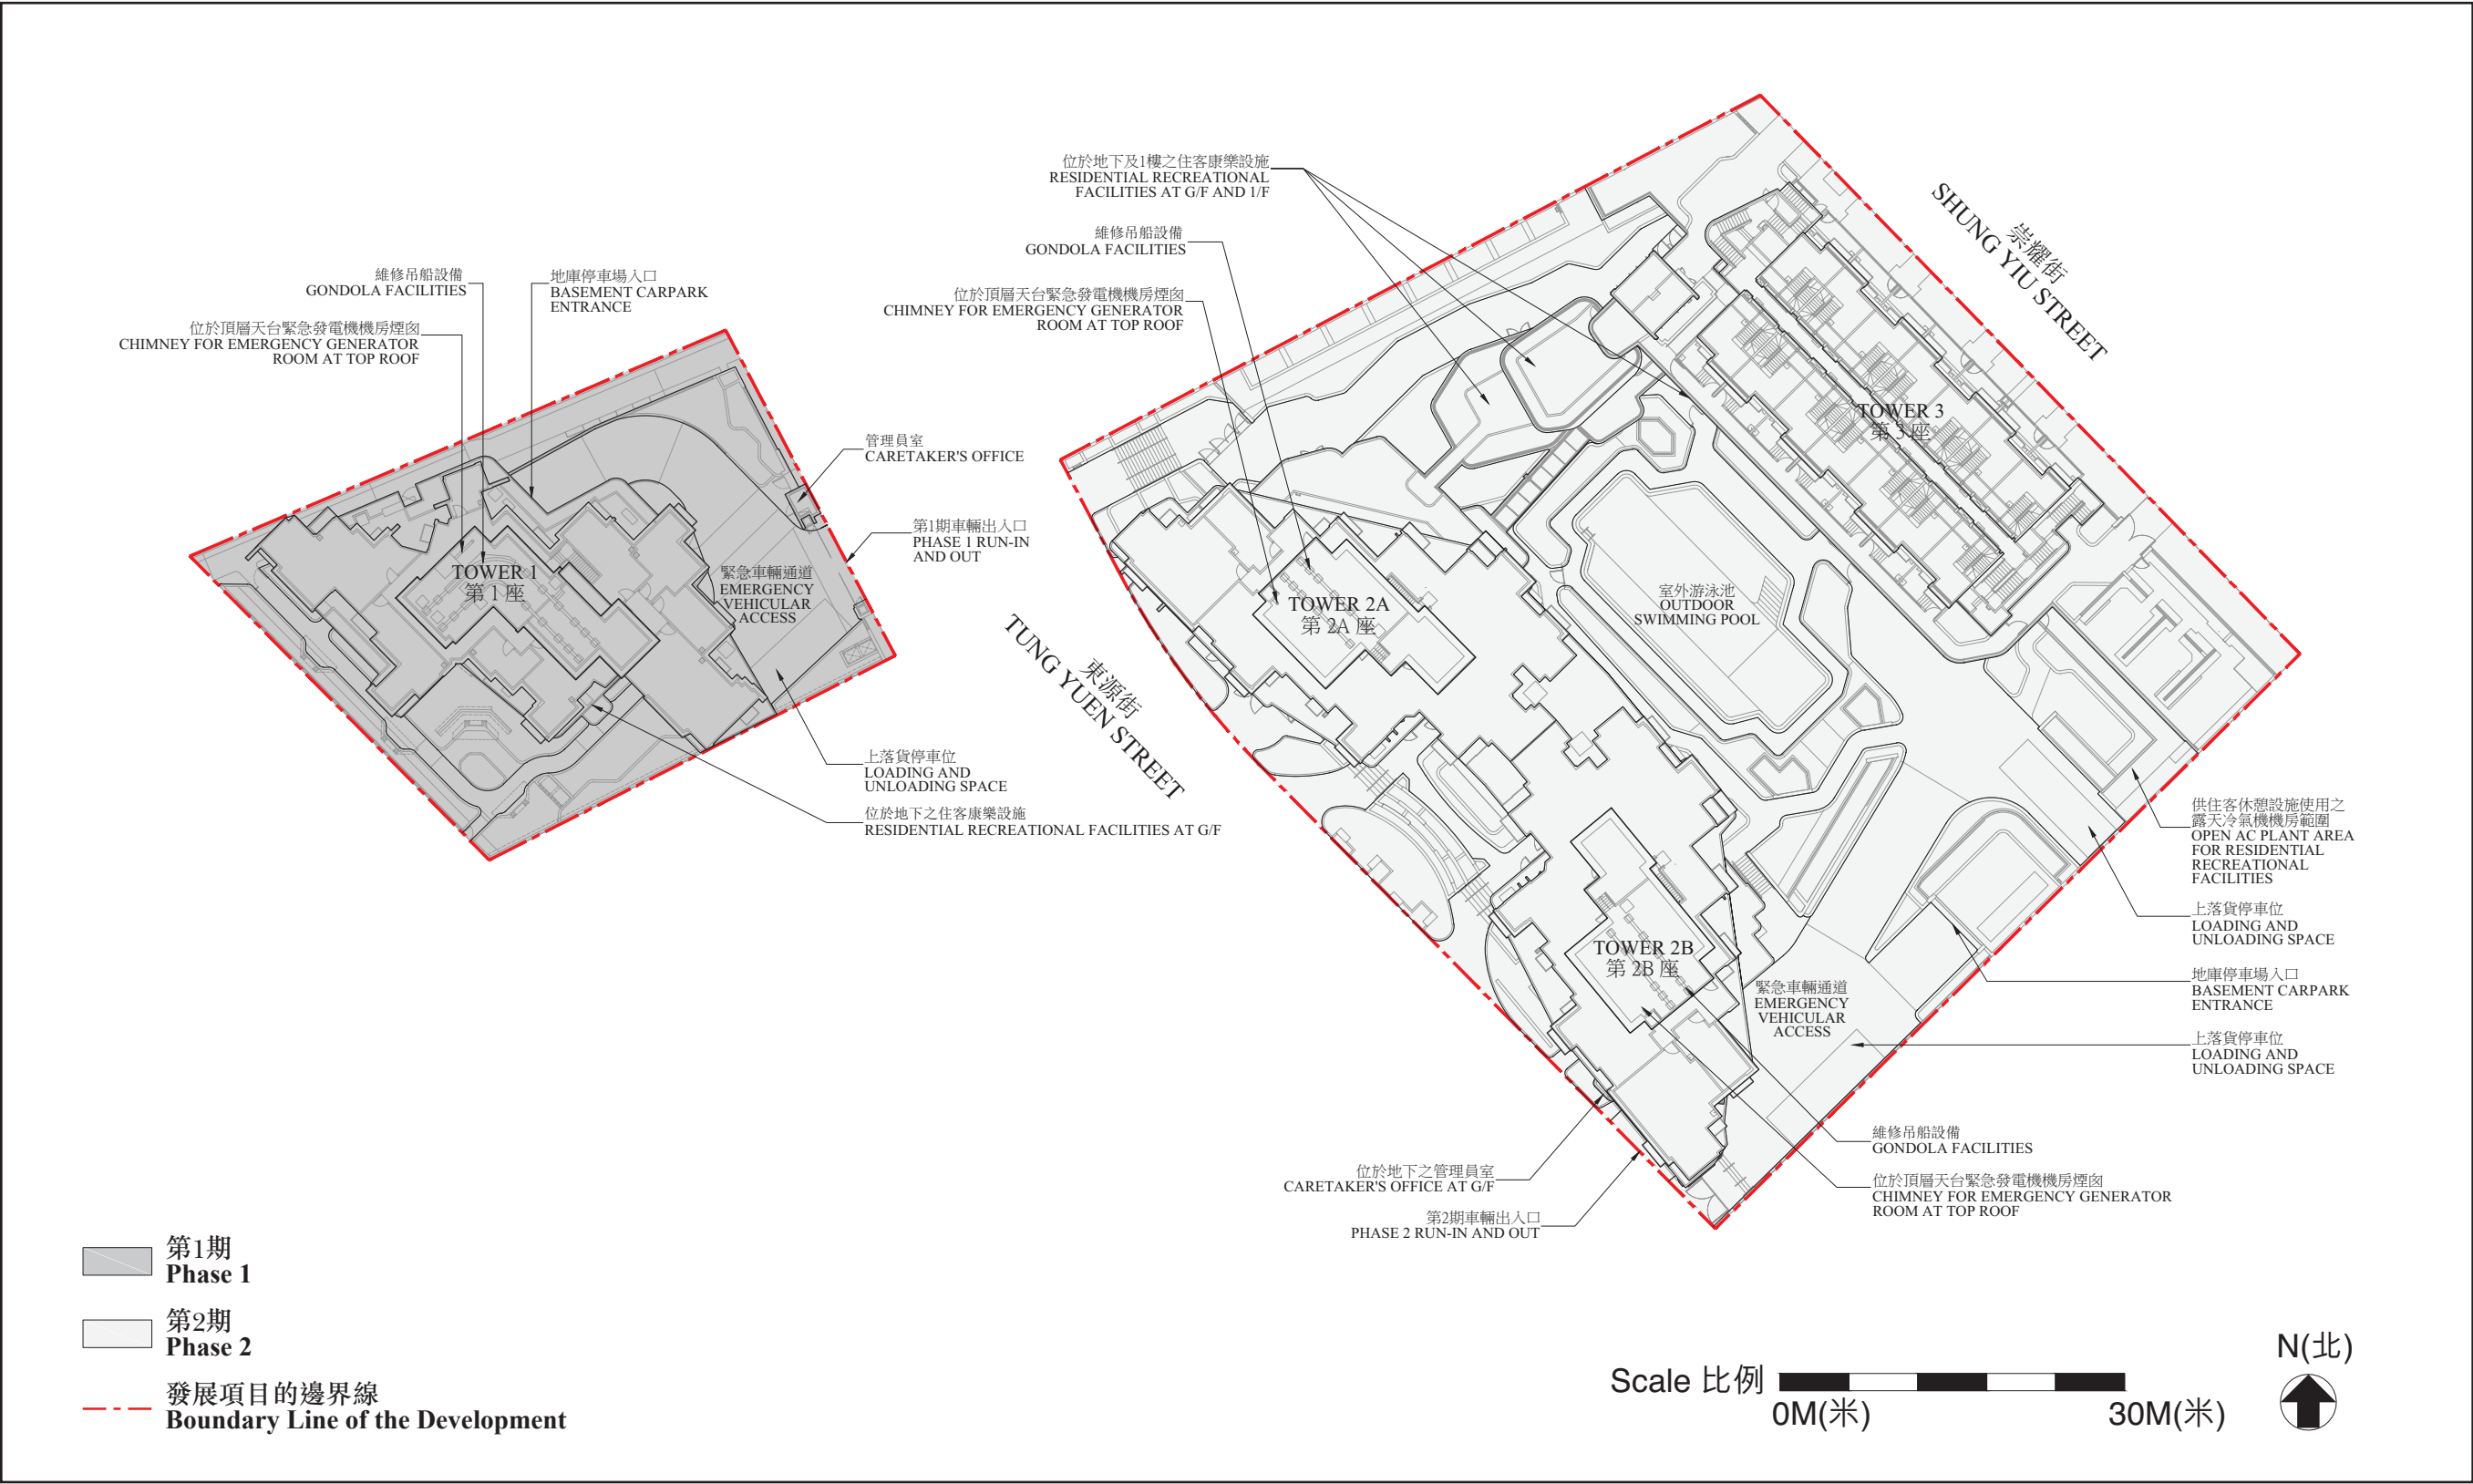 位於地下及1樓之住客康樂設施
RESIDENTIAL RECREATIONAL
FACILITIES AT G/F AND 1/F
維修吊船設備
GONDOLA FACILITIES
位於頂層天台緊急發電機機房煙囪
CHIMNEY FOR EMERGENCY GENERATOR
ROOM AT TOP ROOF
崇耀街
SHUNG YIU STREET
維修吊船設備
GONDOLA FACILITIES
地庫停車場入口
BASEMENT CARPARK
ENTRANCE
位於頂層天台緊急發電機機房煙囪
CHIMNEY FOR EMERGENCY GENERATOR
ROOM AT TOP ROOF
管理員室
CARETAKER'S OFFICE
第1期車輛出入口
PHASE 1 RUN-IN
AND OUT
TOWER 1
第 1 座
緊急車輛通道
EMERGENCY
VEHICULAR
ACCESS
上落貨停車位
LOADING AND
UNLOADING SPACE
位於地下之住客康樂設施
RESIDENTIAL RECREATIONAL FACILITIES AT G/F
TOWER 3
第 3 座
室外游泳池
OUTDOOR
SWIMMING POOL
TOWER 2A
第 2A 座
東源街
TUNG YUEN STREET
TOWER 2B
第 2B 座
緊急車輛通道
EMERGENCY
VEHICULAR
ACCESS
供住客休憩設施使用之
露天冷氣機機房範圍
OPEN AC PLANT AREA
FOR RESIDENTIAL
RECREATIONAL
FACILITIES
上落貨停車位
LOADING AND
UNLOADING SPACE
地庫停車場入口
BASEMENT CARPARK
ENTRANCE
上落貨停車位
LOADING AND
UNLOADING SPACE
維修吊船設備
GONDOLA FACILITIES
位於頂層天台緊急發電機機房煙囪
CHIMNEY FOR EMERGENCY GENERATOR
ROOM AT TOP ROOF
位於地下之管理員室
CARETAKER'S OFFICE AT G/F
第2期車輛出入口
PHASE 2 RUN-IN AND OUT
第1期
Phase 1
第2期
Phase 2
發展項目的邊界線
Boundary Line of the Development
Scale 比例
0M(米)
30M(米)
N(北)